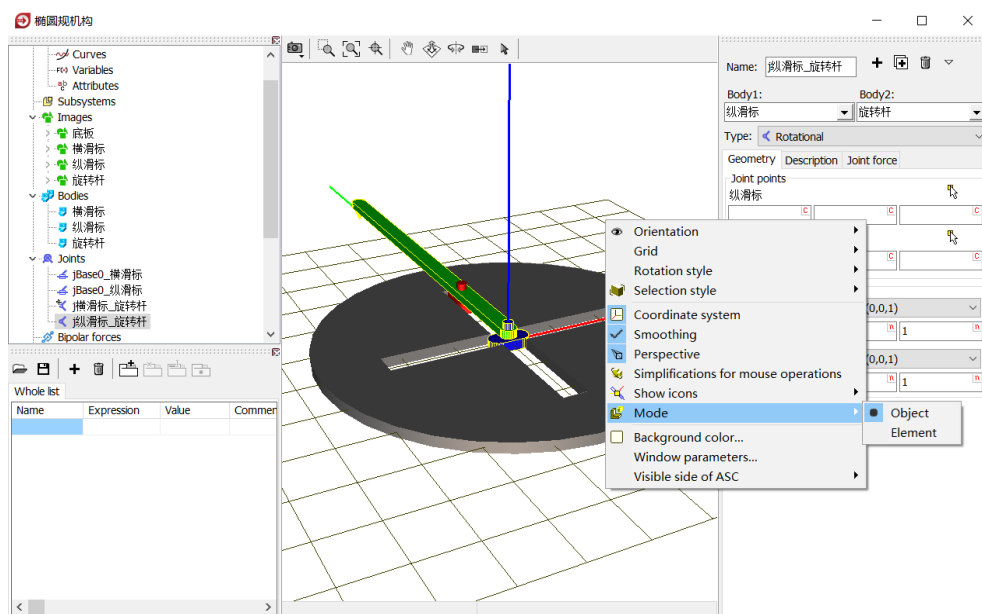 椭圆规机构
Curves
F(x) Variables
Attributes
Subsystems
Images
底板
横滑标
纵滑标
旋转杆
Bodies
横滑标
纵滑标
旋转杆
Joints
jBase0_横滑标
jBase0_纵滑标
j横滑标_旋转杆
j纵滑标_旋转杆
Bipolar forces
Whole list
Name Expression Value Commen
Orientation
Grid
Rotation style
Selection style
Coordinate system
Smoothing
Perspective
Simplifications for mouse operations
Show icons
Mode
Background color...
Window parameters...
Visible side of ASC
Object
Element
Name: j纵滑标_旋转杆
Body1: Body2:
纵滑标 旋转杆
Type: Rotational
Geometry Description Joint force
Joint points
纵滑标
C C C
C C
(0,0,1)
n 1 n
(0,0,1)
n 1 n